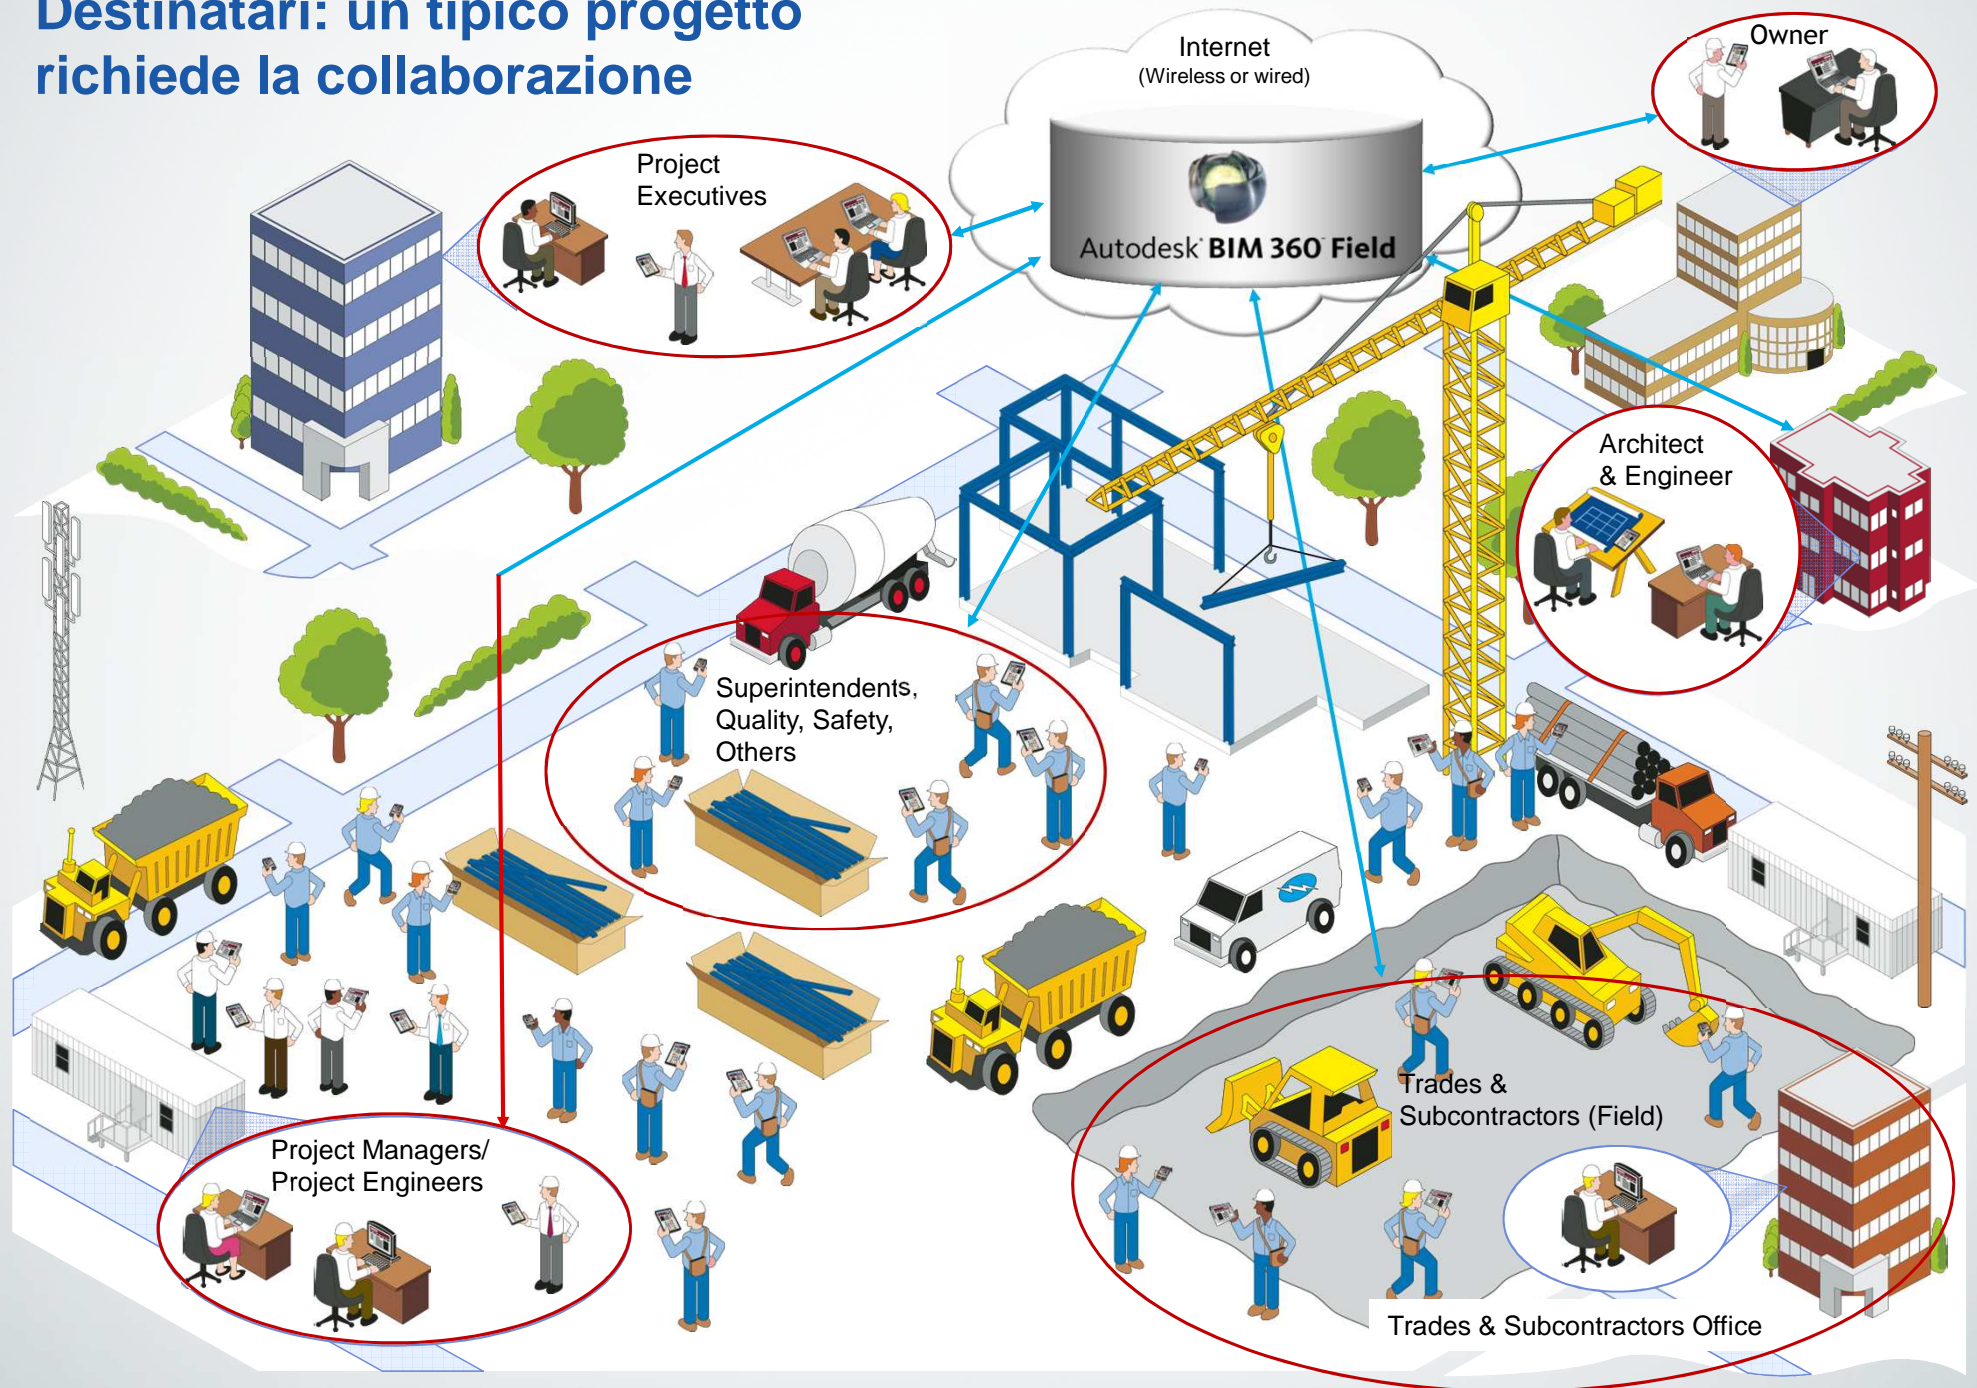 Destinatari: un tipico progetto
richiede la collaborazione
Internet
(Wireless or wired)
Owner
Project
Executives
Autodesk® BIM 360™ Field
Architect
& Engineer
Superintendents,
Quality, Safety,
Others
Trades &
Subcontractors (Field)
Project Managers/
Project Engineers
Trades & Subcontractors Office